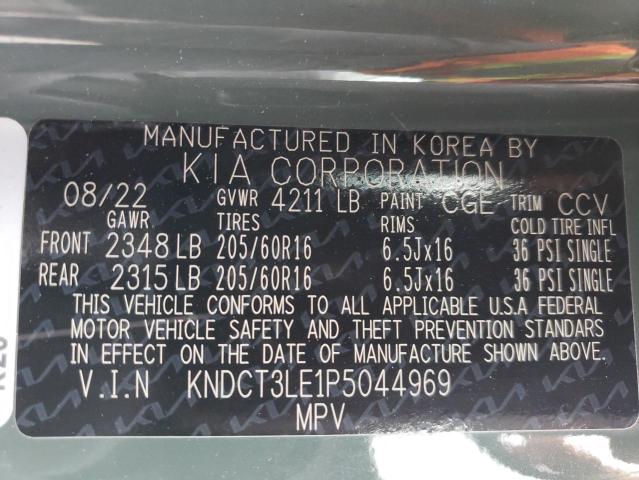 MANUFACTURED IN KOREA BY
KIA CORPORATION
08/22 GVWR 4211 LB PAINT CGE TRIM CCV
GAWR TIRES RIMS COLD TIRE INFL
FRONT 2348 LB 205/60R16 6.5Jx16 36 PSI SINGLE
REAR 2315 LB 205/60R16 6.5Jx16 36 PSI SINGLE
THIS VEHICLE CONFORMS TO ALL APPLICABLE U.S.A FEDERAL
MOTOR VEHICLE SAFETY AND THEFT PREVENTION STANDARS
IN EFFECT ON THE DATE OF MANUFACTURE SHOWN ABOVE.
V.I.N KNDCT3LE1P5044969
MPV